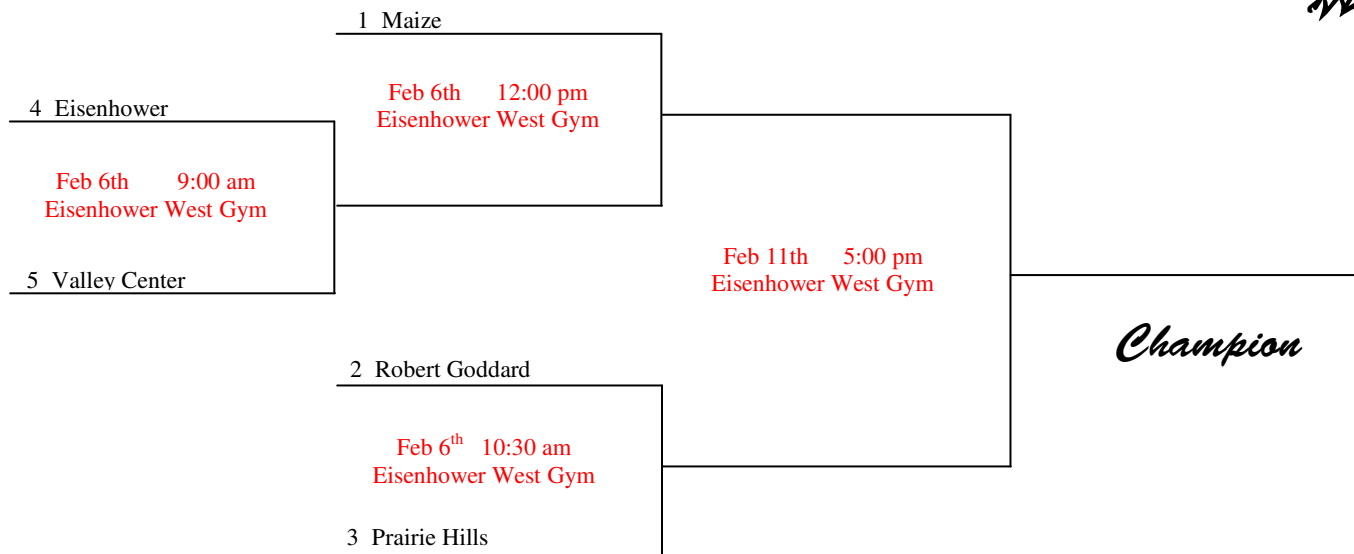 1 Maize
Feb 6th 12:00 pm
Eisenhower West Gym
4 Eisenhower
Feb 6th 9:00 am
Eisenhower West Gym
5 Valley Center
Feb 11th 5:00 pm
Eisenhower West Gym
Champion
2 Robert Goddard
Feb 6th 10:30 am
Eisenhower West Gym
3 Prairie Hills